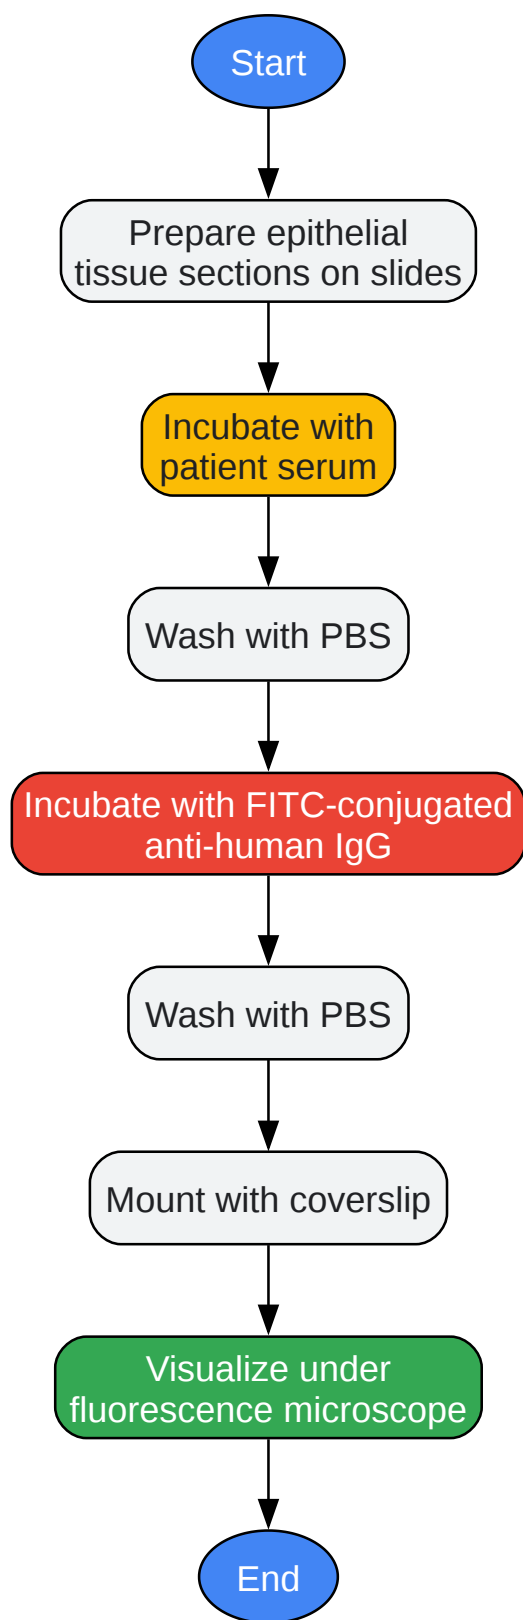 Start
Prepare epithelial
tissue sections on slides
Incubate with
patient serum
Wash with PBS
Incubate with FITC-conjugated
anti-human IgG
Wash with PBS
Mount with coverslip
Visualize under
fluorescence microscope
End